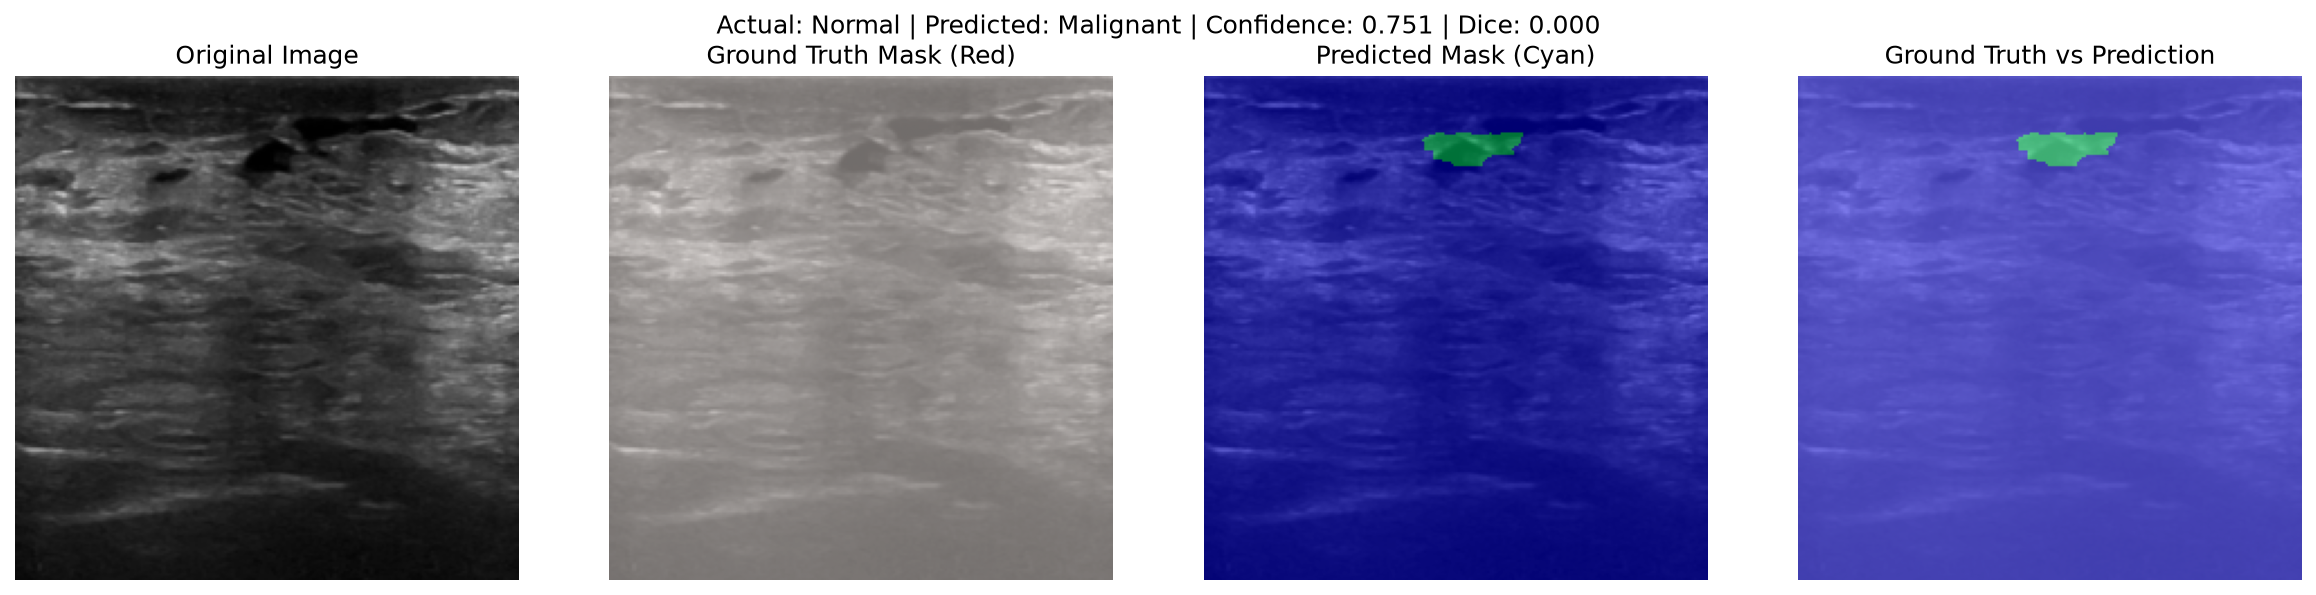 Actual: Normal | Predicted: Malignant | Confidence: 0.751 | Dice: 0.000
Original Image
Ground Truth Mask (Red)
Predicted Mask (Cyan)
Ground Truth vs Prediction